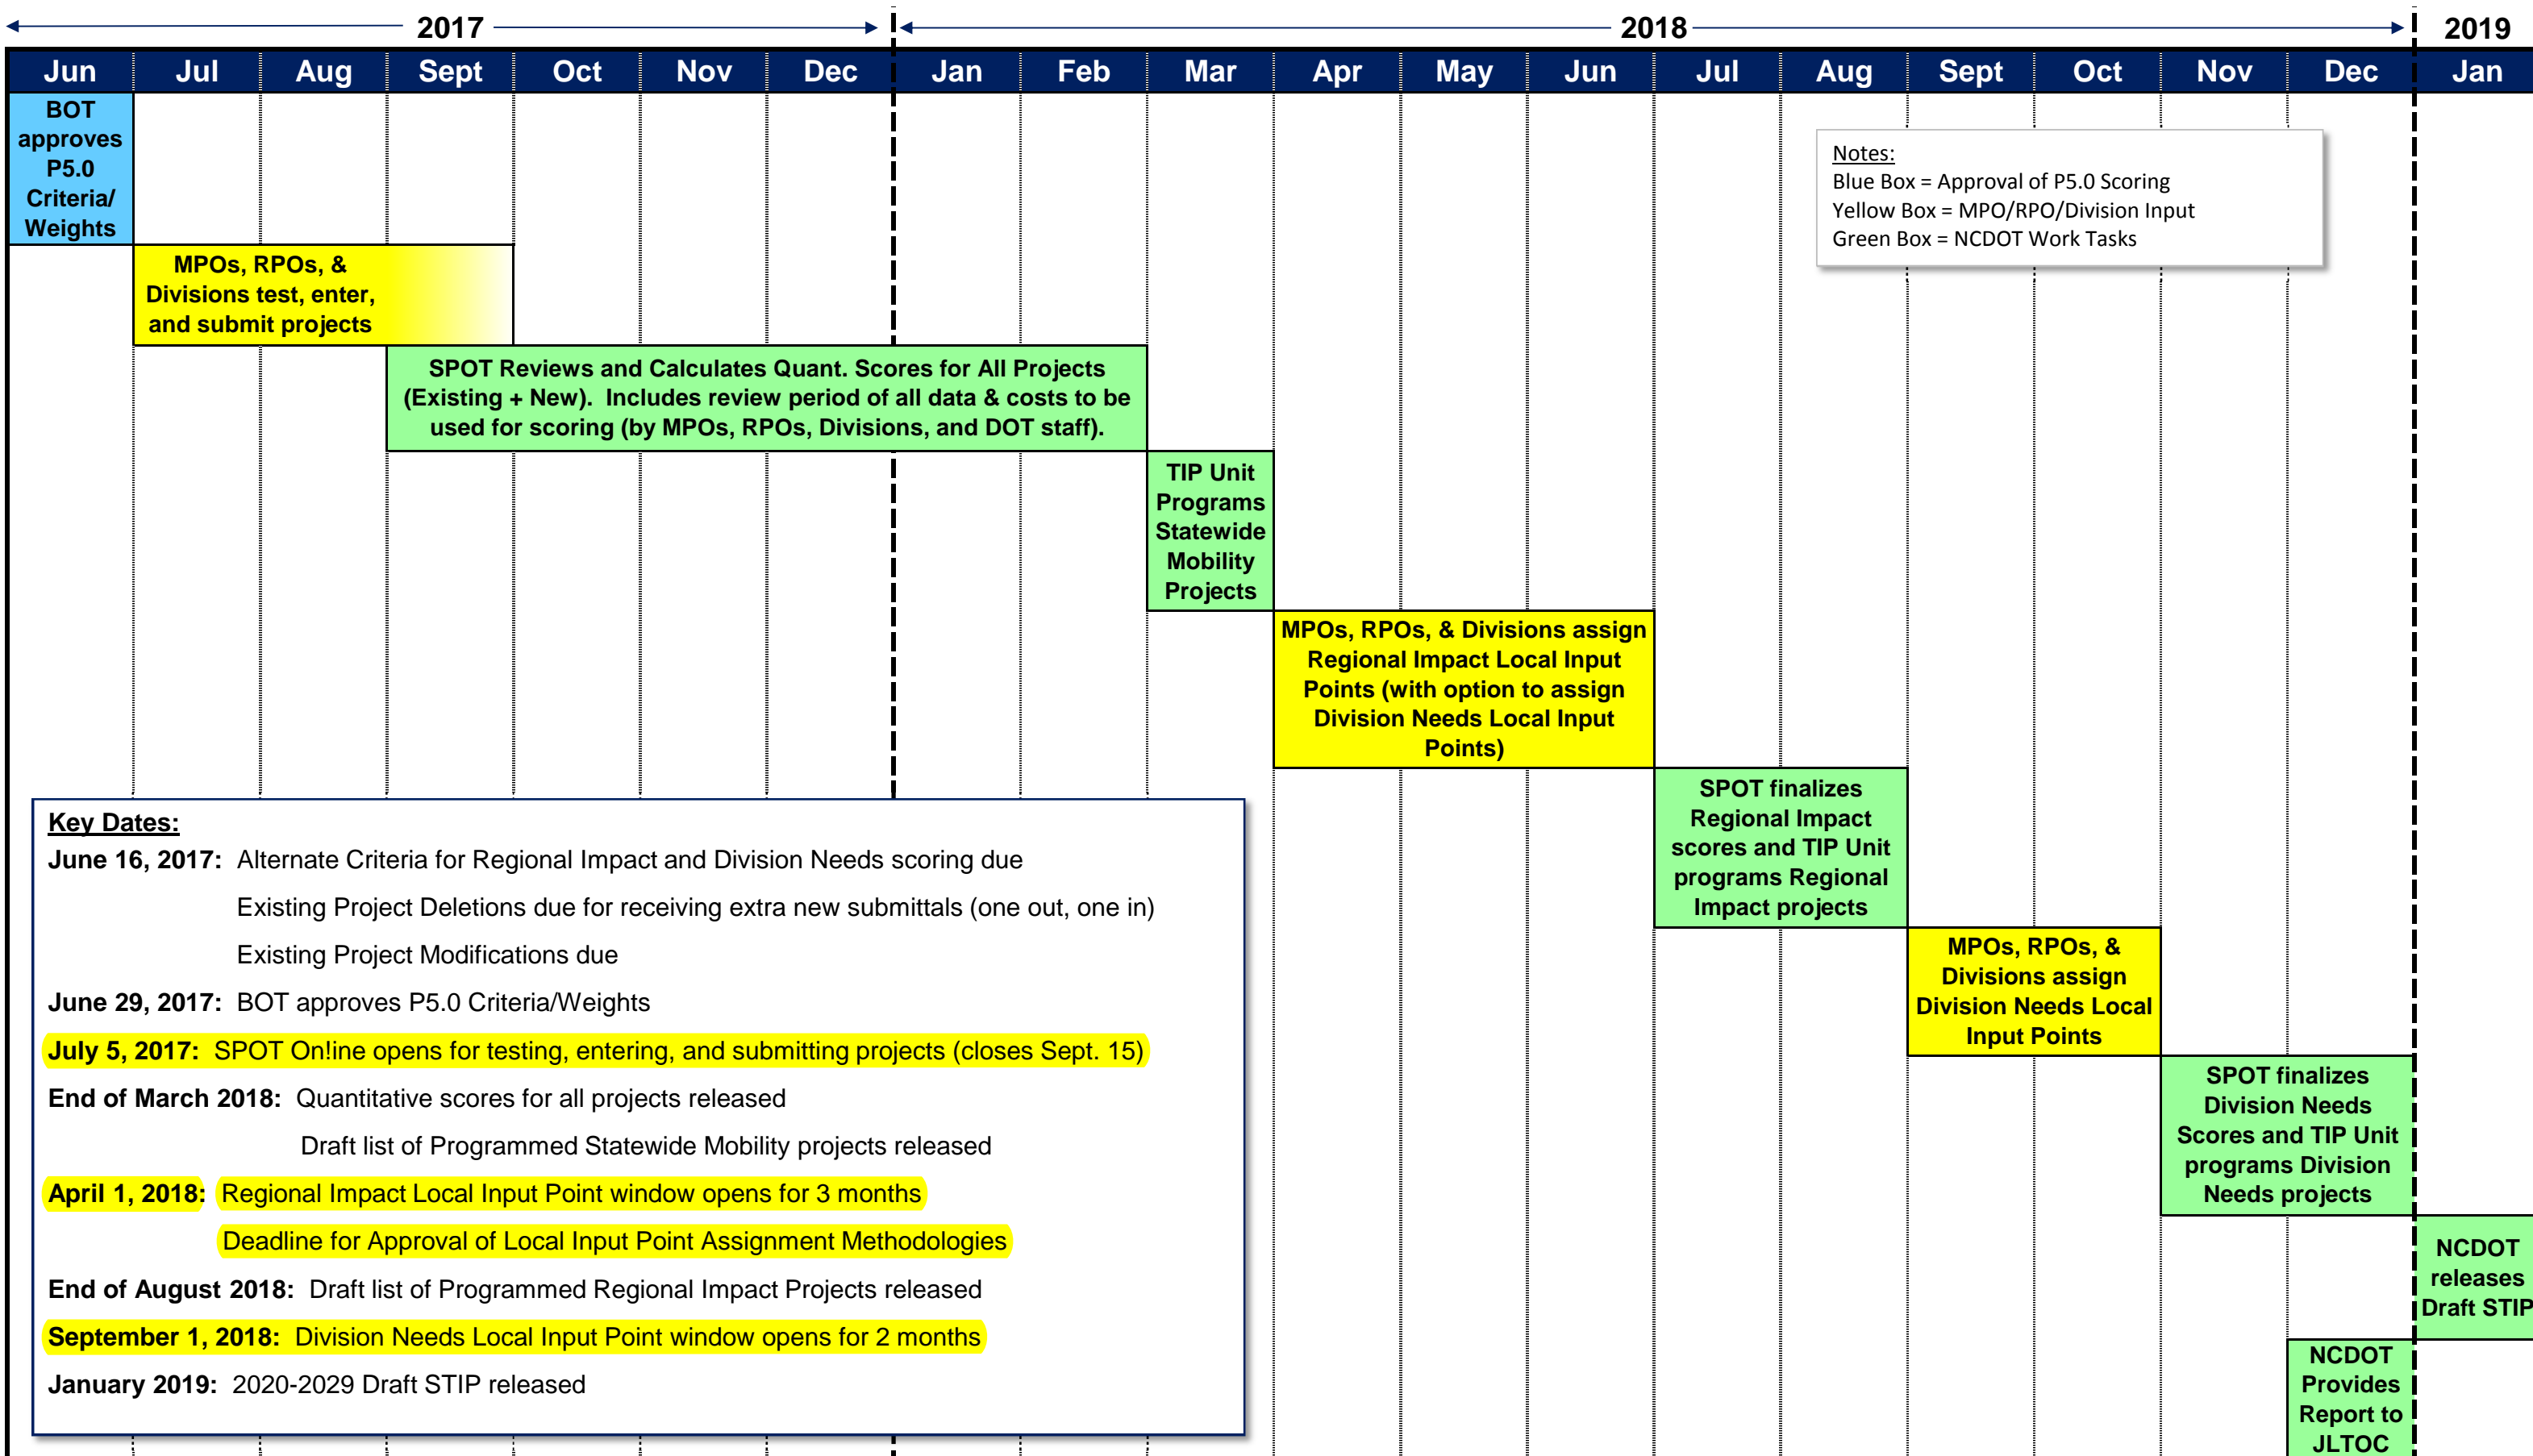 2017
2018
2019
Jun Jul Aug Sept Oct Nov Dec Jan Feb Mar Apr May Jun Jul Aug Sept Oct Nov Dec Jan
BOT
approves
P5.0
Criteria/
Weights
Notes:
Blue Box = Approval of P5.0 Scoring
Yellow Box = MPO/RPO/Division Input
Green Box = NCDOT Work Tasks
MPOs, RPOs, &
Divisions test, enter,
and submit projects
SPOT Reviews and Calculates Quant. Scores for All Projects
(Existing + New). Includes review period of all data & costs to be
used for scoring (by MPOs, RPOs, Divisions, and DOT staff).
TIP Unit
Programs
Statewide
Mobility
Projects
MPOs, RPOs, & Divisions assign
Regional Impact Local Input
Points (with option to assign
Division Needs Local Input
Points)
SPOT finalizes
Regional Impact
scores and TIP Unit
programs Regional
Impact projects
MPOs, RPOs, &
Divisions assign
Division Needs Local
Input Points
SPOT finalizes
Division Needs
Scores and TIP Unit
programs Division
Needs projects
NCDOT
releases
Draft STIP
NCDOT
Provides
Report to
JLTOC
Key Dates:
June 16, 2017: Alternate Criteria for Regional Impact and Division Needs scoring due
Existing Project Deletions due for receiving extra new submittals (one out, one in)
Existing Project Modifications due
June 29, 2017: BOT approves P5.0 Criteria/Weights
July 5, 2017: SPOT On!ine opens for testing, entering, and submitting projects (closes Sept. 15)
End of March 2018: Quantitative scores for all projects released
Draft list of Programmed Statewide Mobility projects released
April 1, 2018: Regional Impact Local Input Point window opens for 3 months
Deadline for Approval of Local Input Point Assignment Methodologies
End of August 2018: Draft list of Programmed Regional Impact Projects released
September 1, 2018: Division Needs Local Input Point window opens for 2 months
January 2019: 2020-2029 Draft STIP released